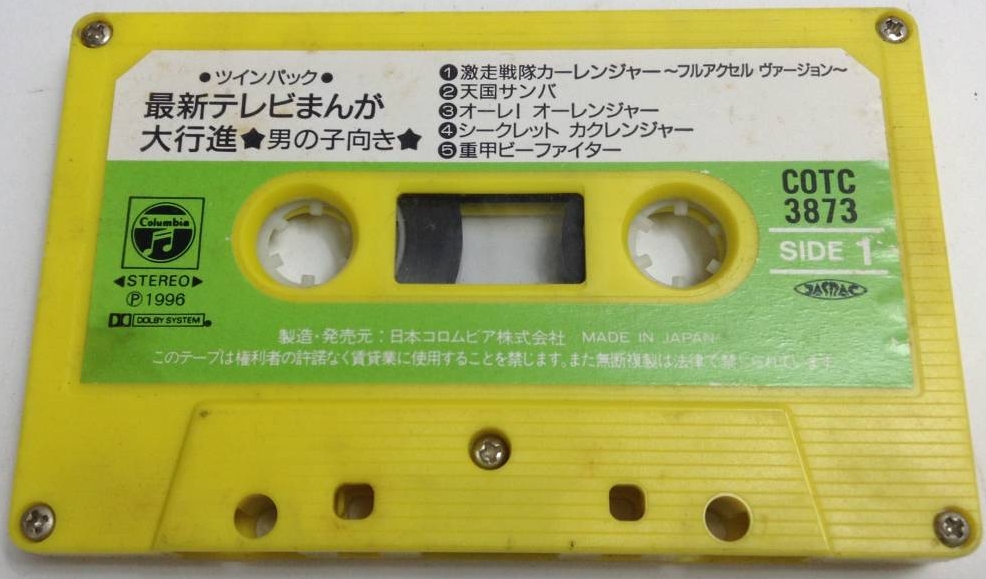 ●ツインパック●
最新テレビまんが
大行進★男の子向き★
❶激走戦隊カーレンジャー〜フルアクセル ヴァージョン〜
❷天国サンバ
❸オーレ! オーレンジャー
❹シークレット カクレンジャー
❺重甲ビーファイター
Columbia
◀STEREO▶
Ⓟ1996
DOLBY SYSTEM
COTC
3873
SIDE 1
JASRAC
製造・発売元：日本コロムビア株式会社 MADE IN JAPAN
このテープは権利者の許諾なく賃貸業に使用することを禁じます。また無断複製は法律で禁じられています